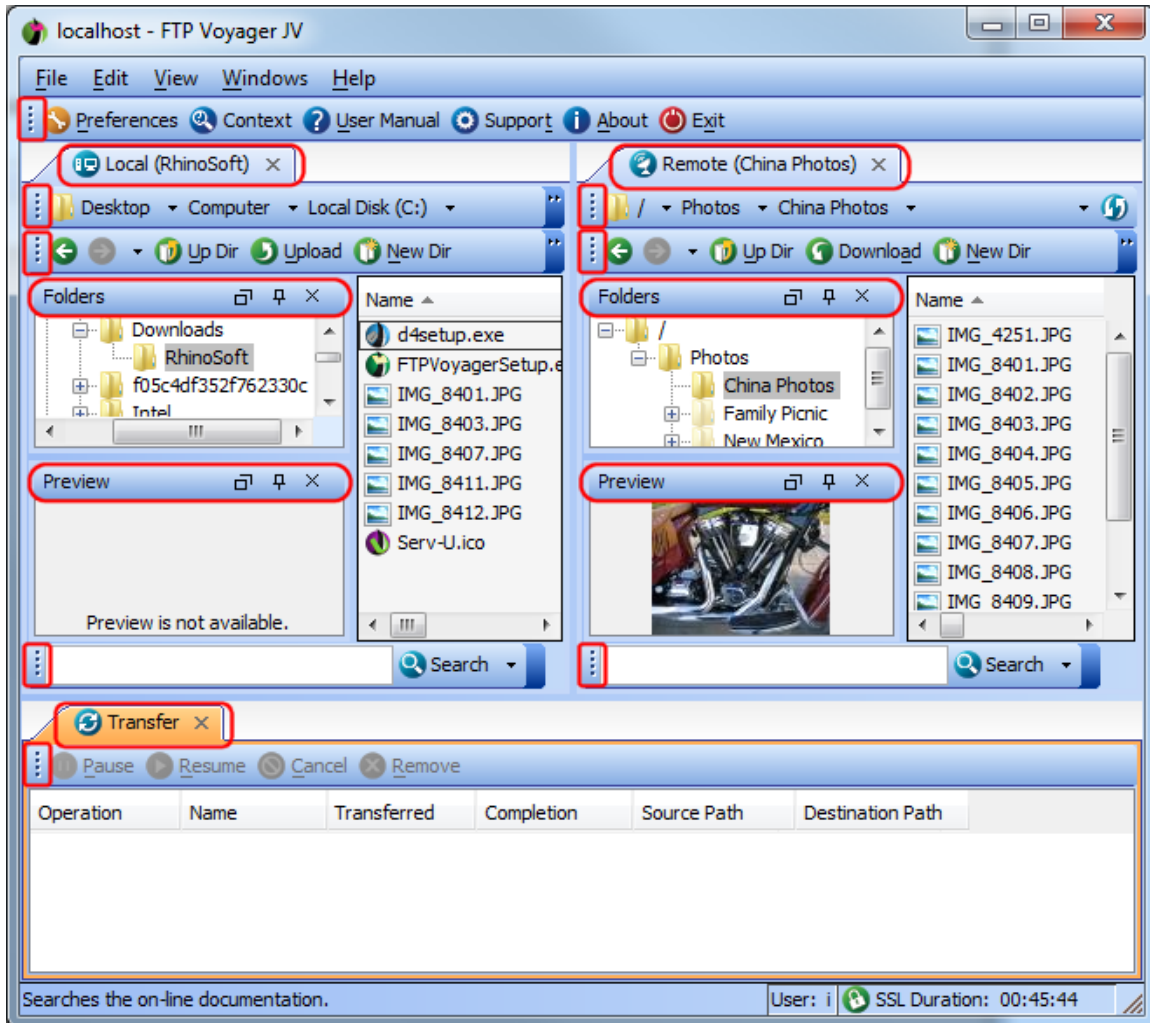 localhost - FTP Voyager JV
File Edit View Windows Help
Preferences Context User Manual Support About Exit
Local (RhinoSoft)
Remote (China Photos)
Desktop Computer Local Disk (C:)
/ Photos China Photos
Up Dir Upload New Dir
Up Dir Download New Dir
Folders
Downloads
RhinoSoft
f05c4df352f762330c
Intel
Name
d4setup.exe
FTPVoyagerSetup.e
IMG_8401.JPG
IMG_8403.JPG
IMG_8407.JPG
IMG_8411.JPG
IMG_8412.JPG
Serv-U.ico
Preview
Preview is not available.
Folders
/
Photos
China Photos
Family Picnic
New Mexico
Name
IMG_4251.JPG
IMG_8401.JPG
IMG_8402.JPG
IMG_8403.JPG
IMG_8404.JPG
IMG_8405.JPG
IMG_8406.JPG
IMG_8407.JPG
IMG_8408.JPG
IMG_8409.JPG
Preview
Search
Search
Transfer
Pause Resume Cancel Remove
Operation Name Transferred Completion Source Path Destination Path
Searches the on-line documentation.
User: i SSL Duration: 00:45:44